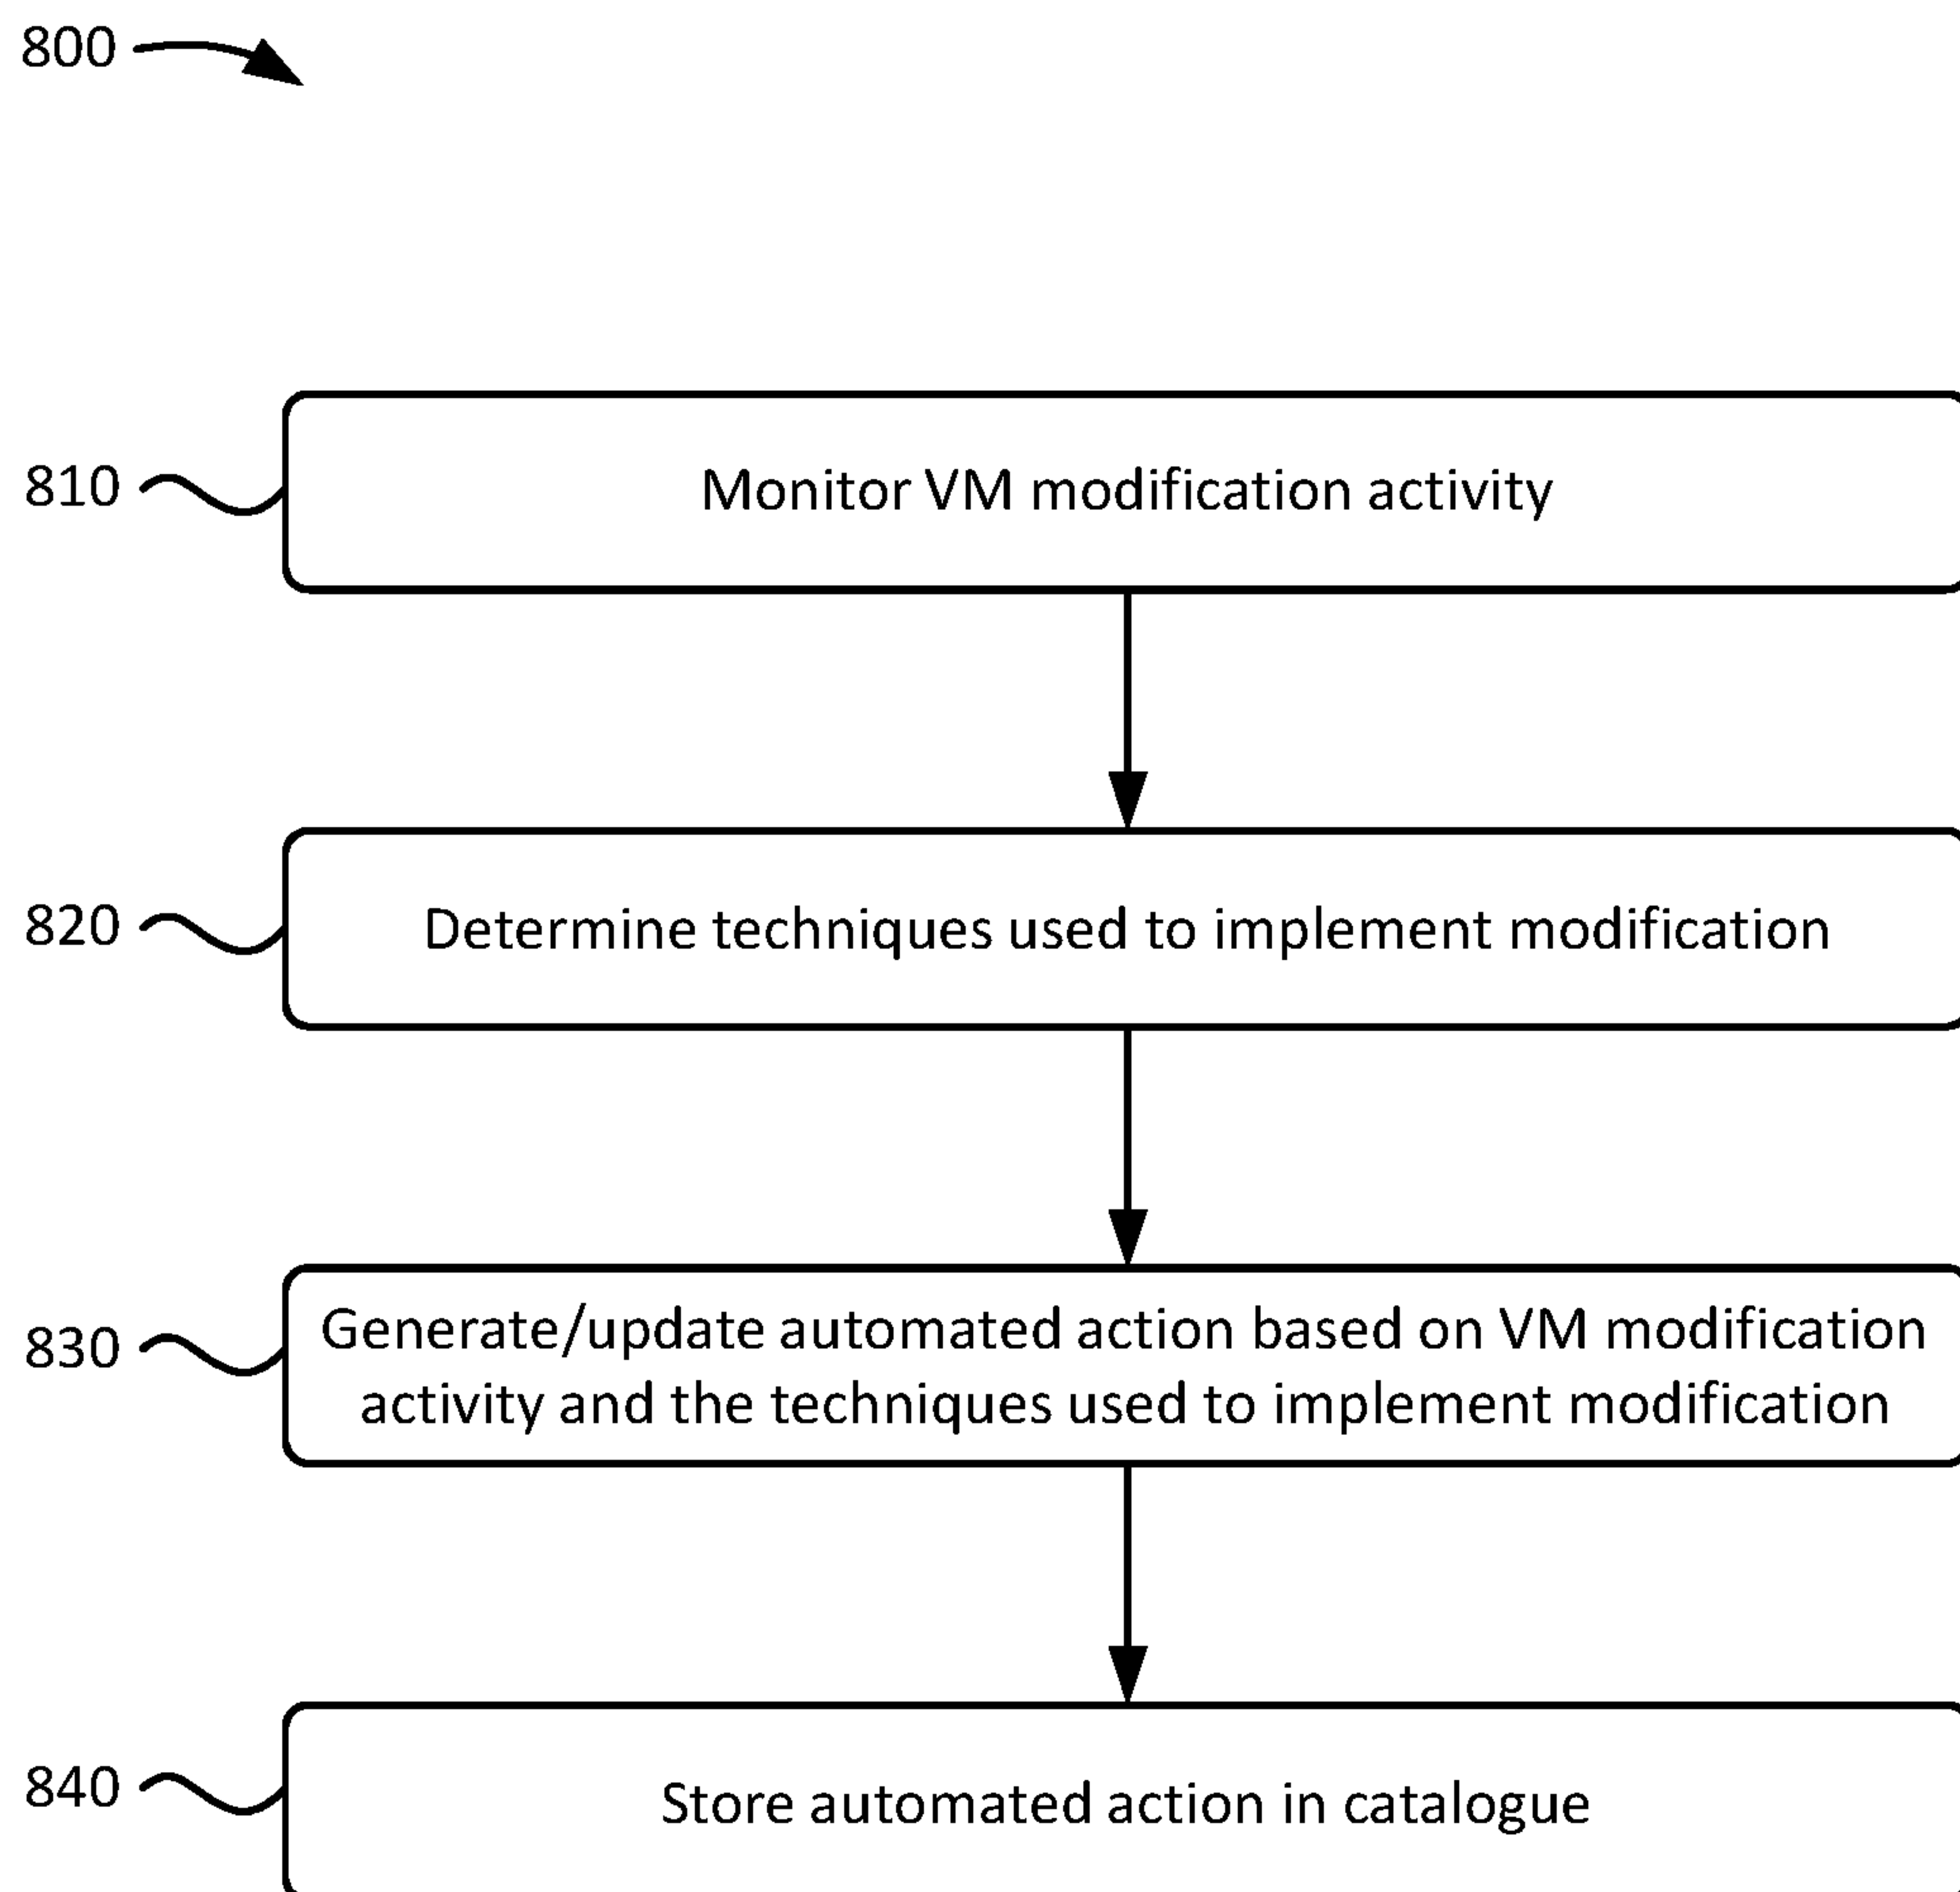 800
810
Monitor VM modification activity
820
Determine techniques used to implement modification
830
Generate/update automated action based on VM modification
activity and the techniques used to implement modification
840
Store automated action in catalogue